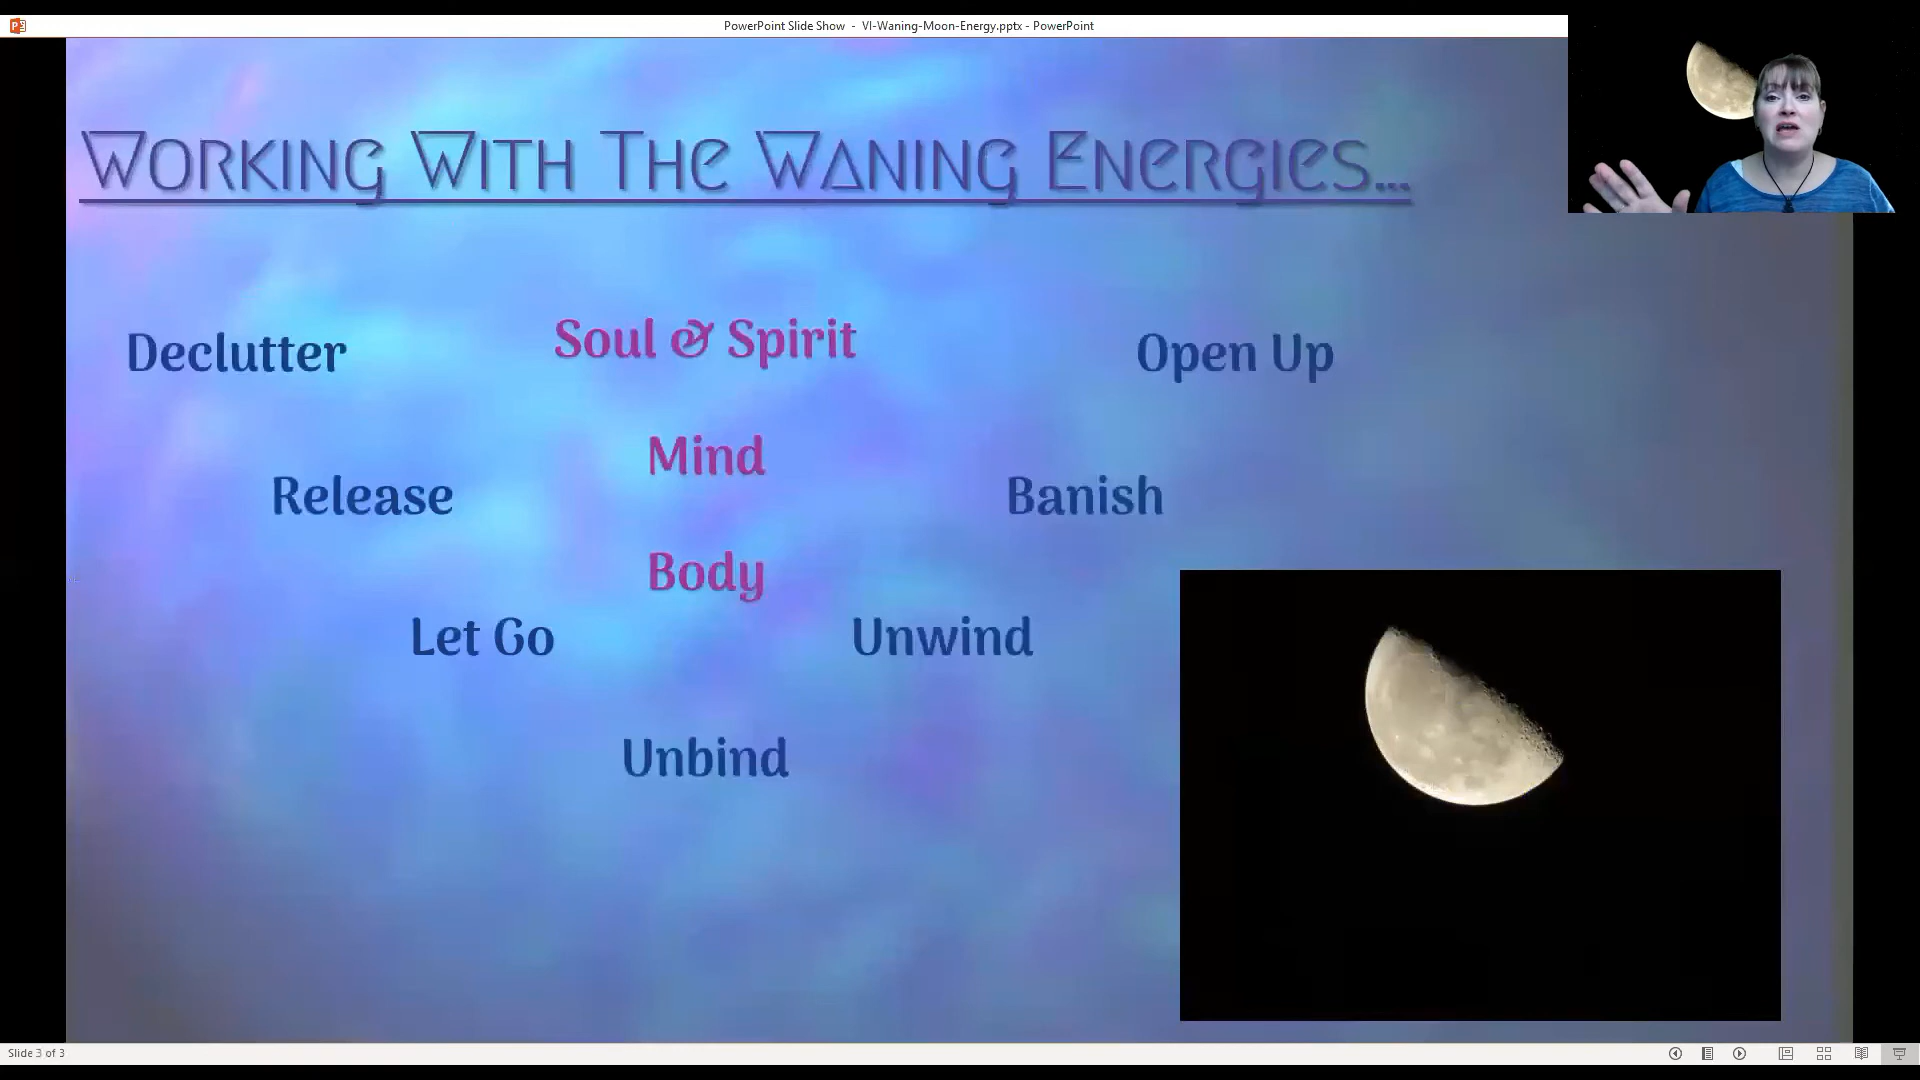 PowerPoint Slide Show - VI-Waning-Moon-Energy.pptx - PowerPoint
Working With The Waning Energies...
Declutter
Soul & Spirit
Open Up
Mind
Release
Banish
Body
Let Go
Unwind
Unbind
Slide 3 of 3